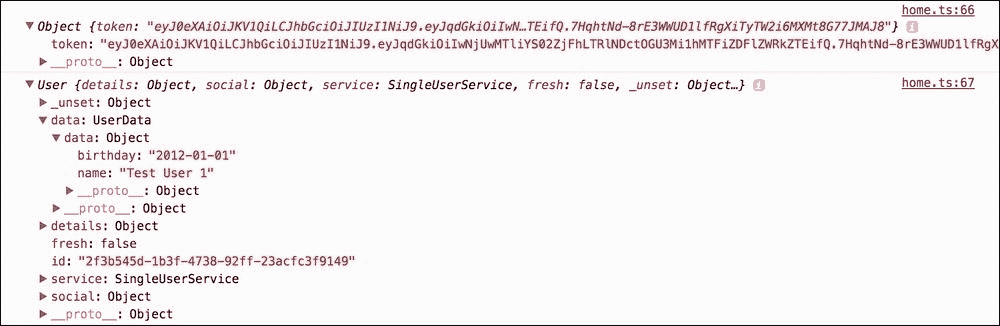 home.ts:66
▼Object {token: "eyJ0eXAiOiJKV1QiLCJhbGciOiJIUzI1NiJ9.eyJqdGkiOiIwN…TEifQ.7HqhtNd-8rE3WWUD1lfRgXiTyTW2i6MXMt8G77JMAJ8"} i
token: "eyJ0eXAiOiJKV1QiLCJhbGciOiJIUzI1NiJ9.eyJqdGkiOiIwNjUwMTliYS02ZjFhLTRlNDctOGU3Mi1hMTFiZDFlZWRkZTEifQ.7HqhtNd-8rE3WWUD1lfRgX
▶__proto__: Object
▼User {details: Object, social: Object, service: SingleUserService, fresh: false, _unset: Object…} i home.ts:67
▶_unset: Object
▼data: UserData
▼data: Object
birthday: "2012-01-01"
name: "Test User 1"
▶__proto__: Object
▶__proto__: Object
▶details: Object
fresh: false
id: "2f3b545d-1b3f-4738-92ff-23acfc3f9149"
▶service: SingleUserService
▶social: Object
▶__proto__: Object